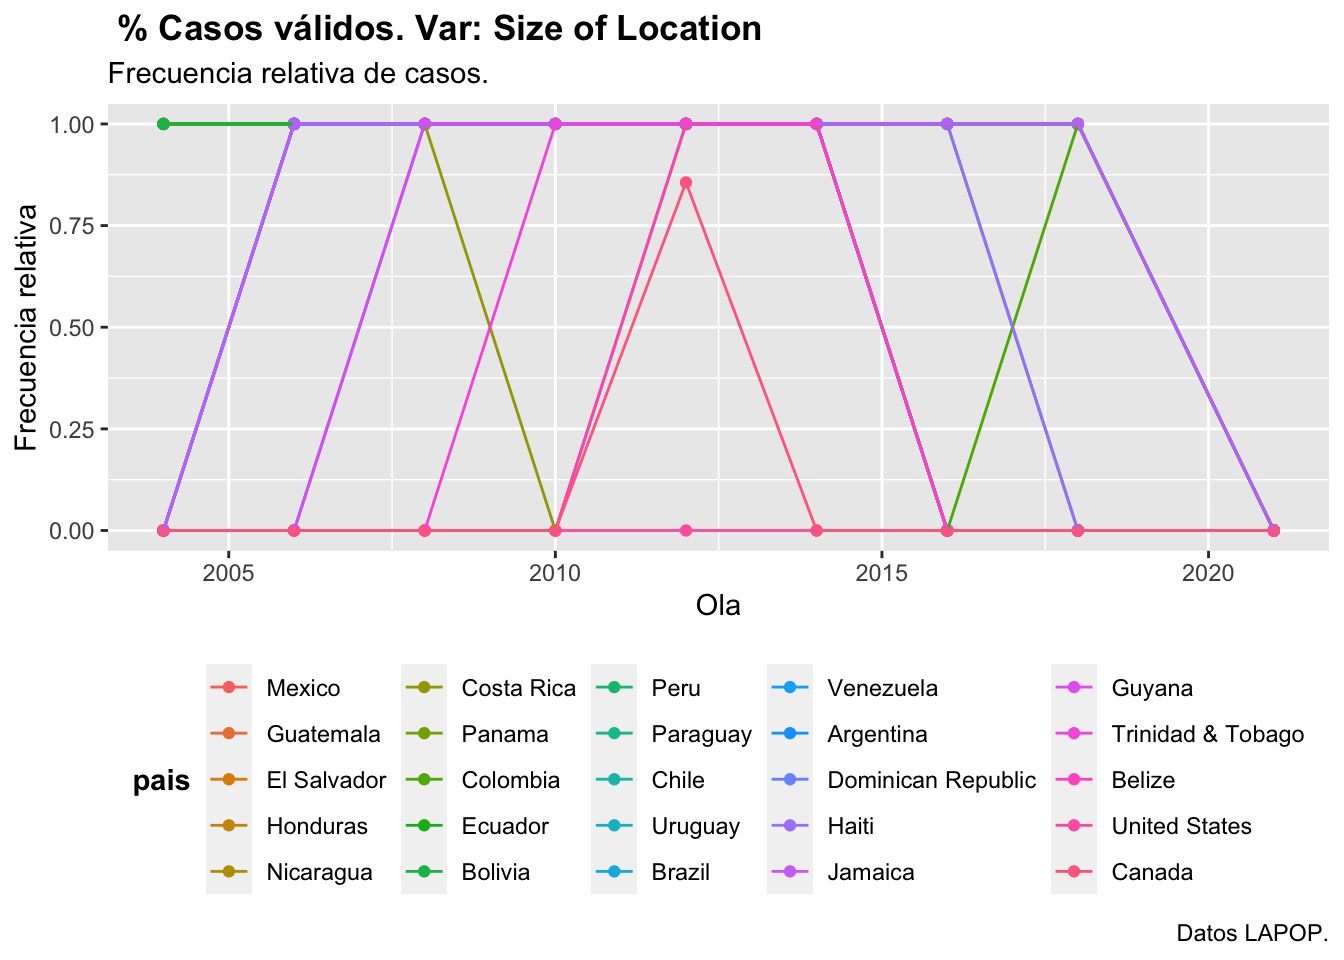 % Casos válidos. Var: Size of Location
Frecuencia relativa de casos.
Frecuencia relativa
1.00
0.75
0.50
0.25
0.00
2005 2010 2015 2020
Ola
pais
Mexico Costa Rica Peru Venezuela Guyana
Guatemala Panama Paraguay Argentina Trinidad & Tobago
El Salvador Colombia Chile Dominican Republic Belize
Honduras Ecuador Uruguay Haiti United States
Nicaragua Bolivia Brazil Jamaica Canada
Datos LAPOP.